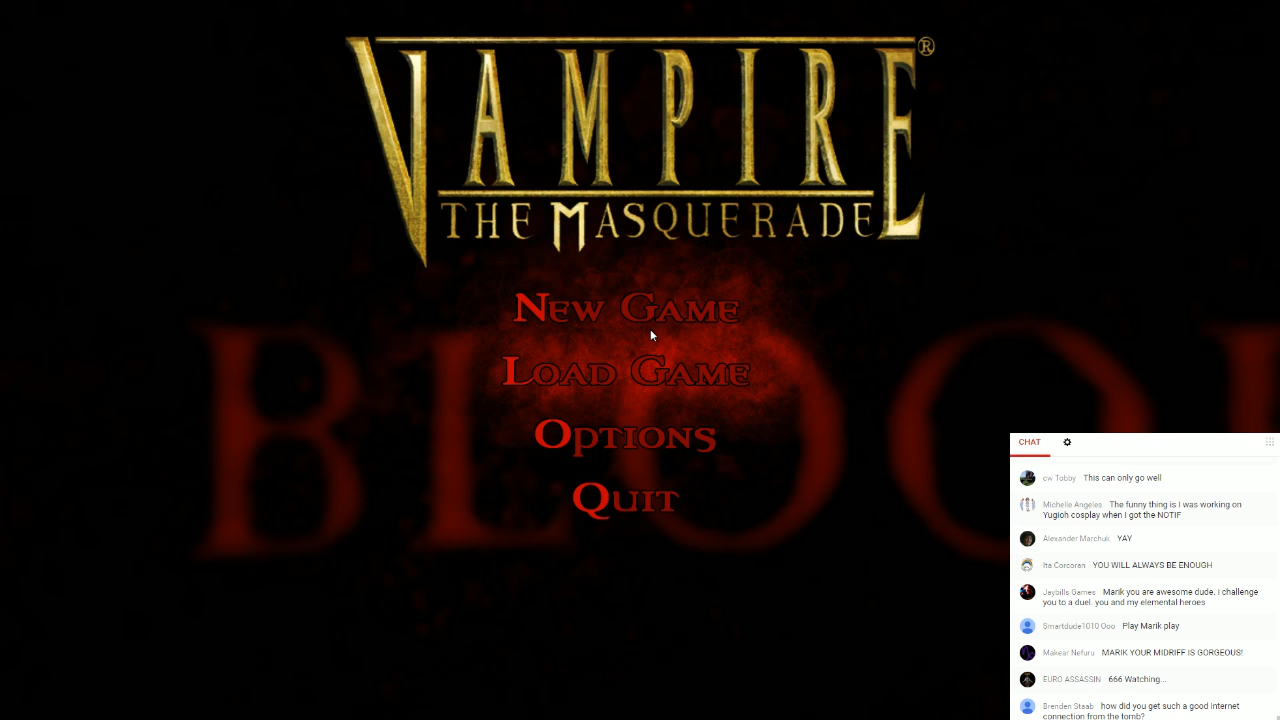 VAMPIRE®
THE MASQUERADE
NEW GAME
LOAD GAME
OPTIONS
QUIT
BLOO
CHAT
cw Tobby This can only go well
Michelle Angeles The funny thing is I was working on
Yugioh cosplay when I got the NOTIF
Alexander Marchuk YAY
Ita Corcoran YOU WILL ALWAYS BE ENOUGH
Jaybills Games Marik you are awesome dude. I challenge
you to a duel. you and my elemental heroes
Smartdude1010 Ooo Play Marik play
Makear Nefuru MARIK YOUR MIDRIFF IS GORGEOUS!
EURO ASSASSIN 666 Watching...
Brenden Staab how did you get such a good internet
connection from the tomb?